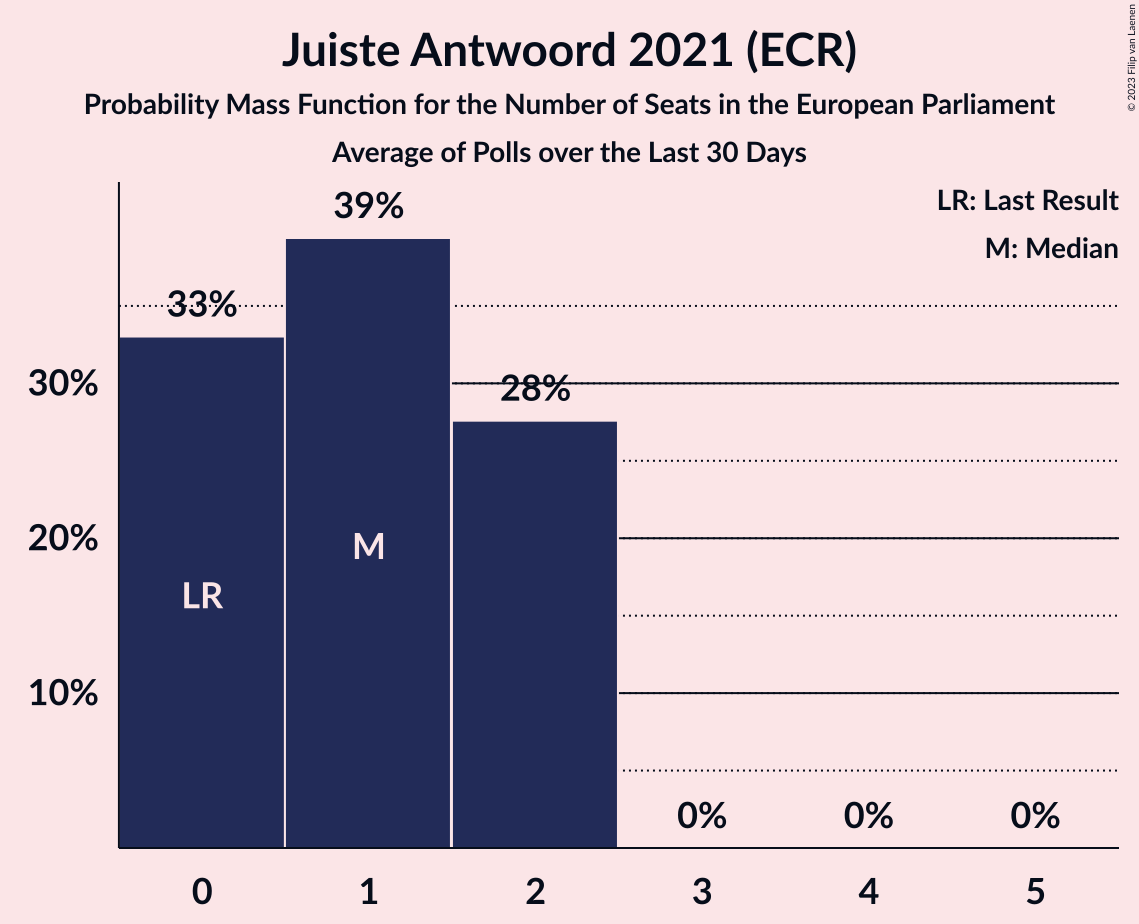 Juiste Antwoord 2021 (ECR)
Probability Mass Function for the Number of Seats in the European Parliament
Average of Polls over the Last 30 Days
© 2023 Filip van Laenen
LR: Last Result
M: Median
39%
33%
30%
28%
20%
M
LR
10%
0% 0% 0%
0 1 2 3 4 5